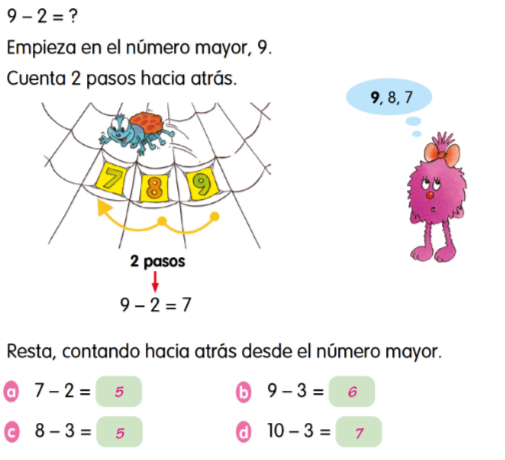 9 – 2 = ?
Empieza en el número mayor, 9.
Cuenta 2 pasos hacia atrás.
9, 8, 7
7 8 9
2 pasos
9 – 2 = 7
Resta, contando hacia atrás desde el número mayor.
a 7 – 2 = 5
b 9 – 3 = 6
c 8 – 3 = 5
d 10 – 3 = 7